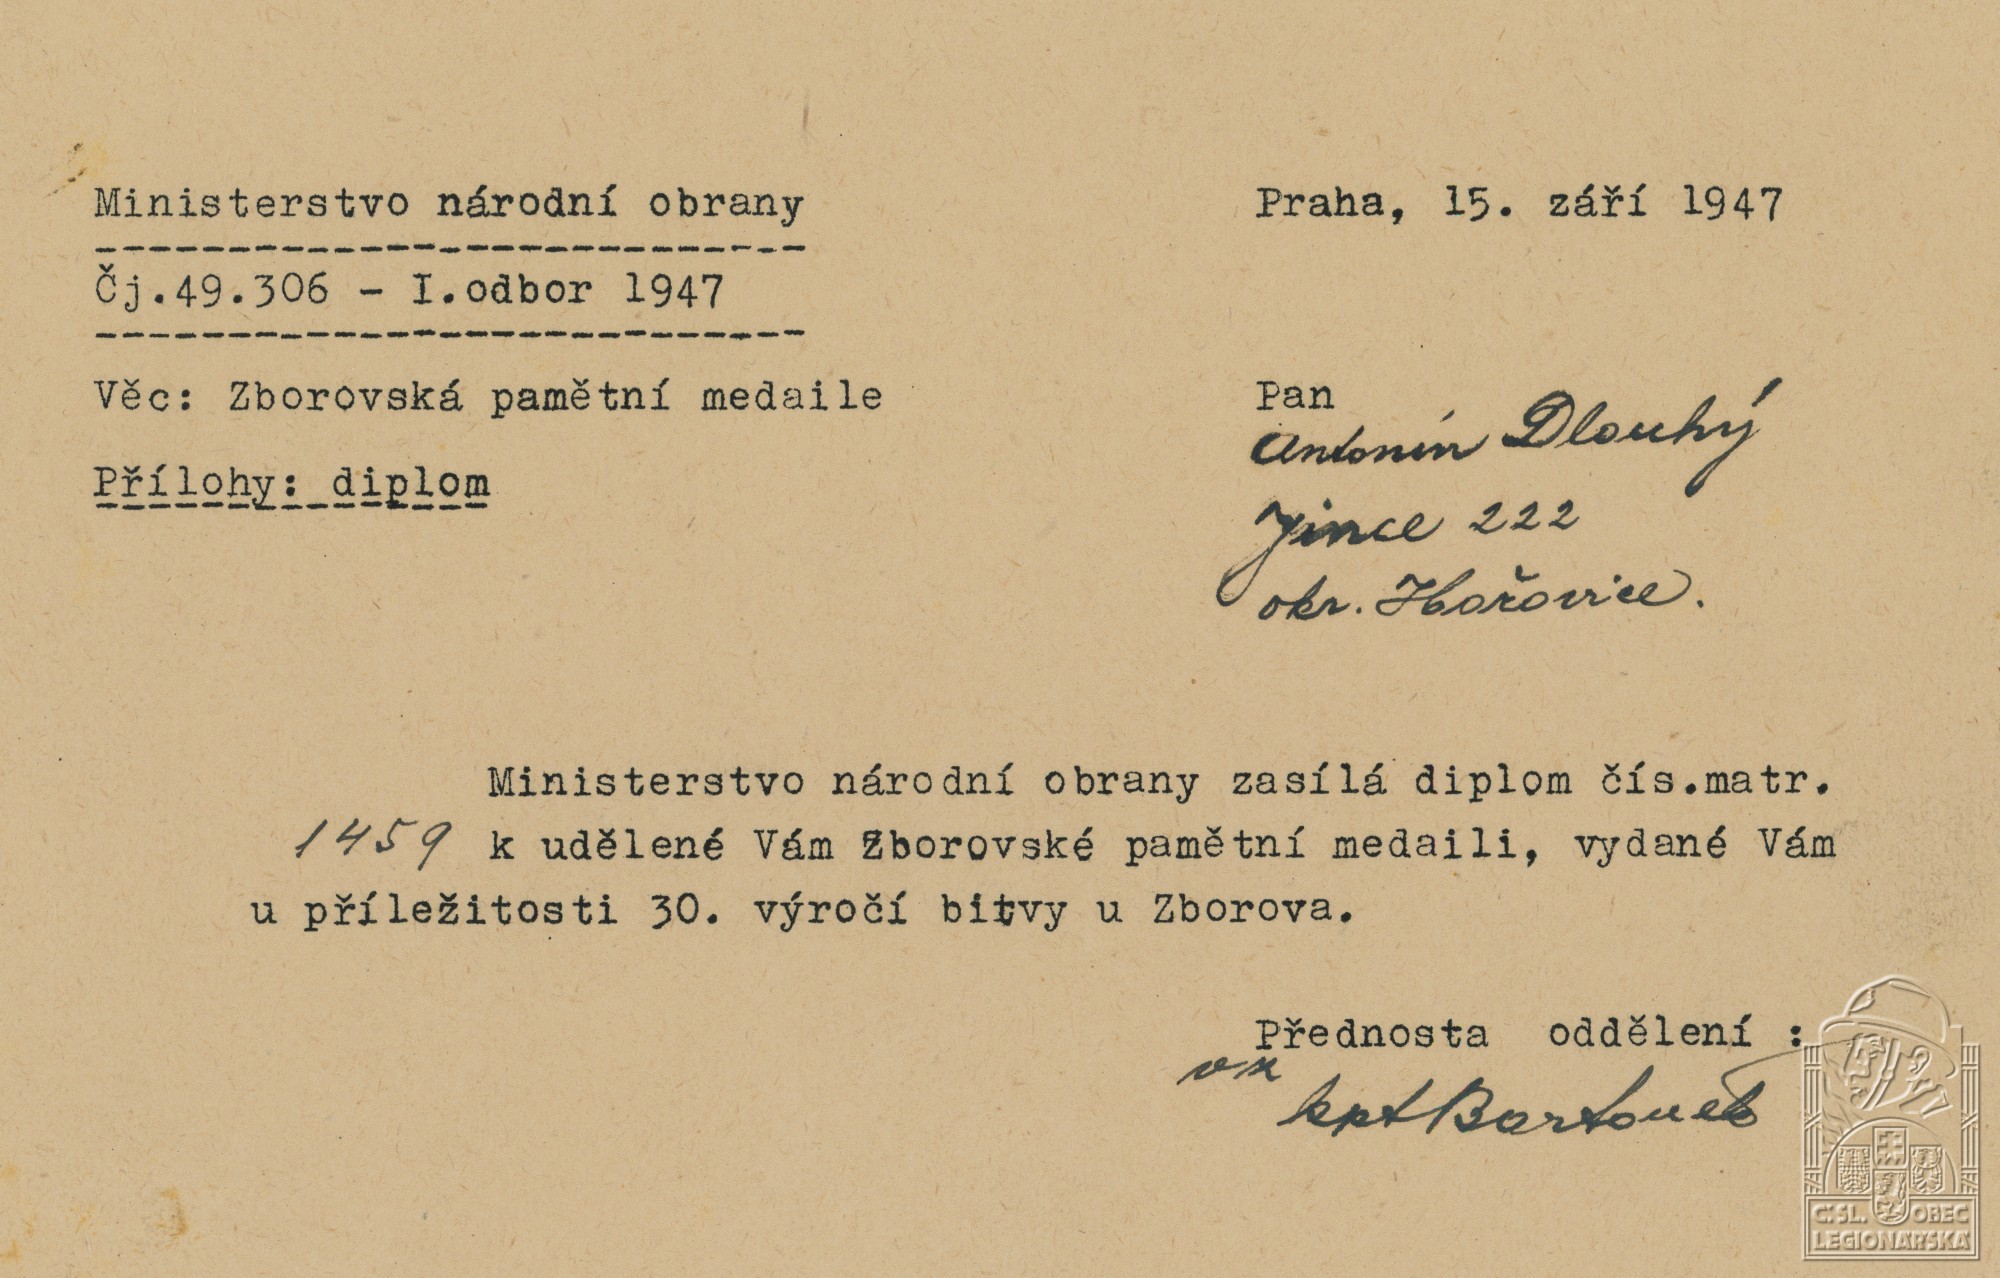 Ministerstvo národní obrany
Praha, 15. září 1947
Čj.49.306 - I.odbor 1947
Věc: Zborovská pamětní medaile
Přílohy: diplom
Pan
Antonín Dlouhý
Jince 222
okr. Hořovice.
Ministerstvo národní obrany zasílá diplom čís.matr.
1459 k udělené Vám Zborovské pamětní medaili, vydané Vám
u příležitosti 30. výročí bitvy u Zborova.
Přednosta oddělení :
kpt Bartoněk
Č.SL. OBEC
LEGIONÁŘSKÁ